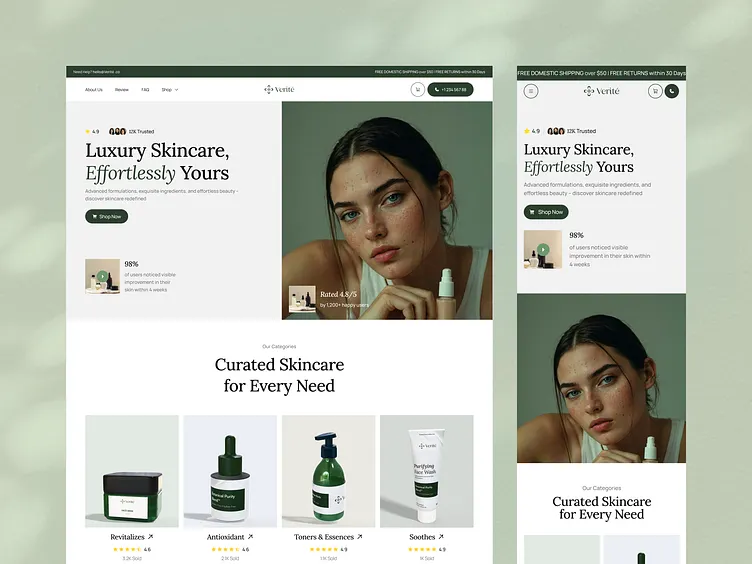 Need help? hello@verite .co
FREE DOMESTIC SHIPPING over $50 | FREE RETURNS within 30 Days
About Us
Review
FAQ
Shop
Verité
+1 234 567 88
4.9
12K Trusted
Luxury Skincare,
Effortlessly Yours
Advanced formulations, exquisite ingredients, and effortless beauty -
discover skincare redefined
Shop Now
98%
of users noticed visible
improvement in their
skin within 4 weeks
Rated 4.8/5
by 1,200+ happy users
Our Categories
Curated Skincare
for Every Need
Verité
Purifying
Face Wash
Revitalizes
4.6
3.2K Sold
Antioxidant
4.9
2.1K Sold
Toners & Essences
4.9
1K Sold
Soothes
4.9
1K Sold
FREE DOMESTIC SHIPPING over $50 | FREE RETURNS within 30 Days
Verité
4.9
12K Trusted
Luxury Skincare,
Effortlessly Yours
Advanced formulations, exquisite ingredients, and
effortless beauty - discover skincare redefined
Shop Now
98%
of users noticed visible
improvement in their skin within
4 weeks
Our Categories
Curated Skincare
for Every Need